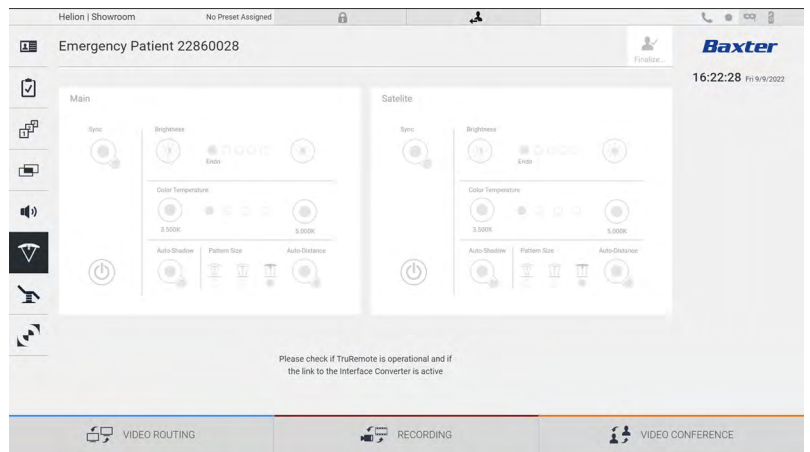 Helion | Showroom
No Preset Assigned
Emergency Patient 22860028
Finalize...
Baxter
16:22:28 Fri 9/9/2022
Main
Sync
Brightness
Endo
Color Temperature
3.500K
5.000K
Auto-Shadow
Pattern Size
Auto-Distance
Satelite
Sync
Brightness
Endo
Color Temperature
3.500K
5.000K
Auto-Shadow
Pattern Size
Auto-Distance
Please check if TruRemote is operational and if
the link to the Interface Converter is active
VIDEO ROUTING
RECORDING
VIDEO CONFERENCE